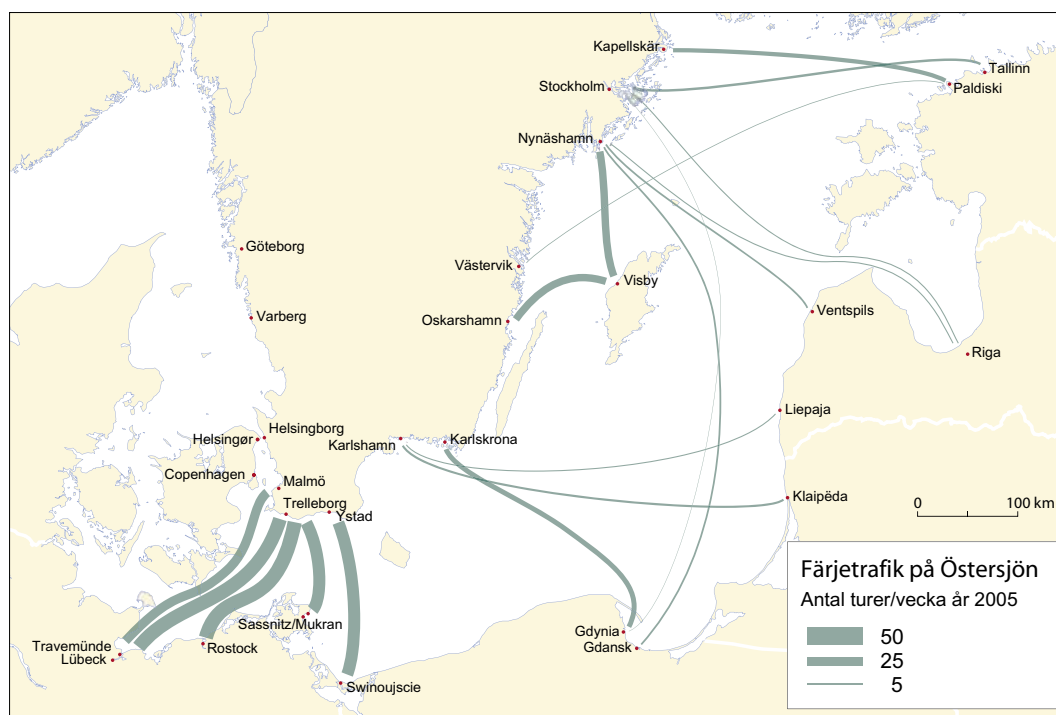 Kapellskär
Tallinn
Stockholm
Paldiski
Nynäshamn
Göteborg
Västervik
Visby
Varberg
Oskarshamn
Ventspils
Riga
Liepaja
Helsingør
Helsingborg
Karlshamn
Karlskrona
Copenhagen
Malmö
Klaipëda
Trelleborg
Ystad
0 100 km
Sassnitz/Mukran
Travemünde
Lübeck
Rostock
Gdynia
Gdansk
Swinoujscie
Färjetrafik på Östersjön
Antal turer/vecka år 2005
50
25
5